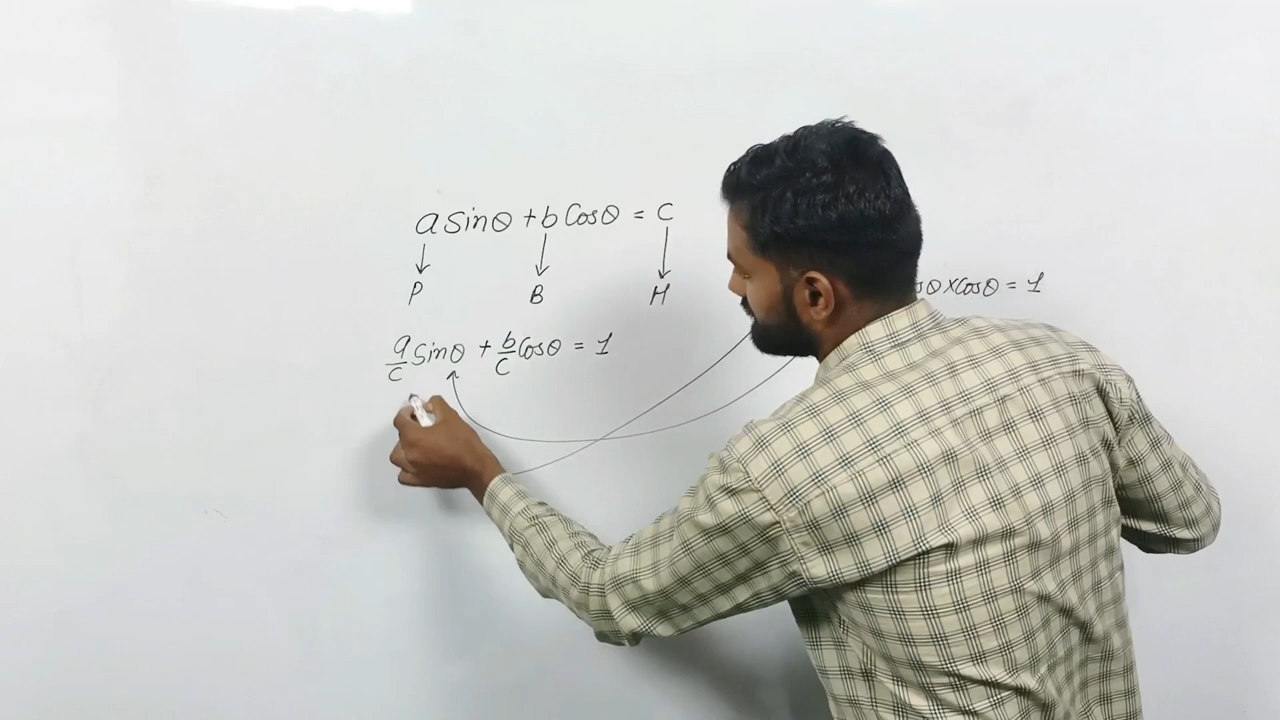 a Sinθ + b Cosθ = C
P B H
a/C Sinθ + b/C Cosθ = 1
θ × Cosθ = 1